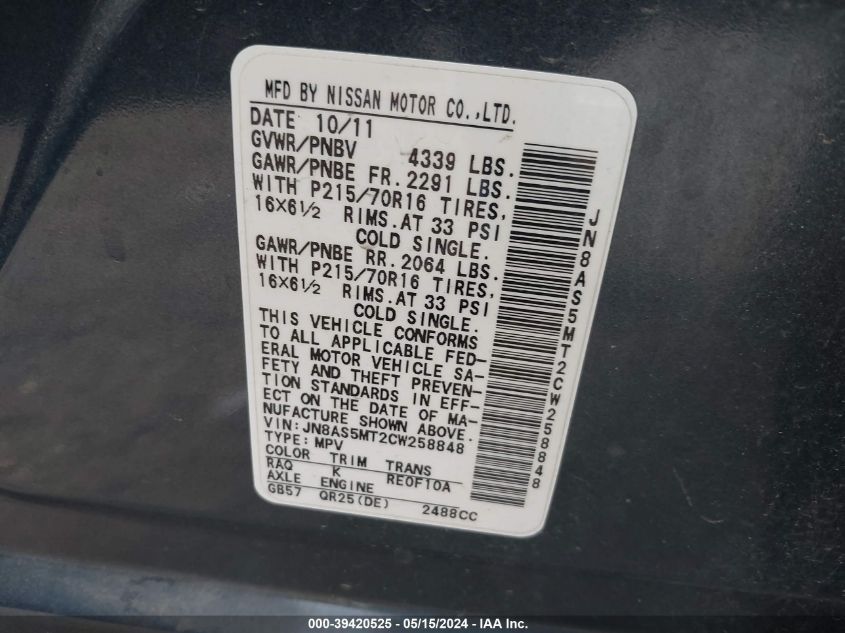 MFD BY NISSAN MOTOR CO.,LTD.
DATE 10/11
GVWR/PNBV 4339 LBS.
GAWR/PNBE FR. 2291 LBS.
WITH P215/70R16 TIRES,
16X6½ RIMS. AT 33 PSI
COLD SINGLE.
GAWR/PNBE RR. 2064 LBS.
WITH P215/70R16 TIRES,
16X6½ RIMS. AT 33 PSI
COLD SINGLE.
THIS VEHICLE CONFORMS
TO ALL APPLICABLE FED-
ERAL MOTOR VEHICLE SA-
FETY AND THEFT PREVEN-
TION STANDARDS IN EFF-
ECT ON THE DATE OF MA-
NUFACTURE SHOWN ABOVE.
VIN: JN8AS5MT2CW258848
TYPE: MPV
COLOR TRIM TRANS
RAQ K RE0F10A
AXLE ENGINE
GB57 QR25(DE) 2488CC
JN8AS5MT2CW258848
000-39420525 - 05/15/2024 - IAA Inc.